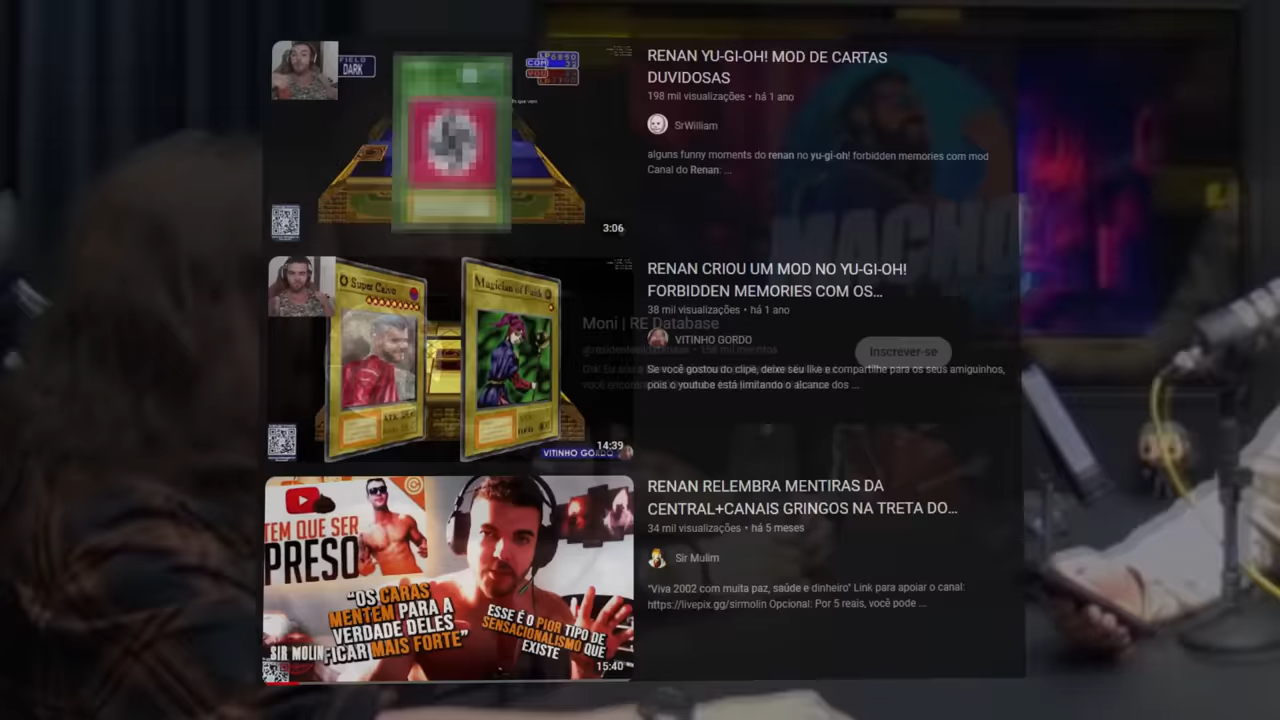 FIELD
DARK
LP6890
COM
YOU
3:06
RENAN YU-GI-OH! MOD DE CARTAS
DUVIDOSAS
198 mil visualizações • há 1 ano
SrWilliam
alguns funny moments do renan no yu-gi-oh! forbidden memories com mod
Canal do Renan: ...
MACHO
Super Calvo
Magician of Faith
VITINHO GORDO
14:39
RENAN CRIOU UM MOD NO YU-GI-OH!
FORBIDDEN MEMORIES COM OS...
38 mil visualizações • há 1 ano
Moni | RE Database
VITINHO GORDO
Inscrever-se
Se você gostou do clipe, deixe seu like e compartilhe para os seus amiguinhos,
pois o youtube está limitando o alcance dos ...
TEM QUE SER
PRESO
"OS CARAS
MENTEM PARA A
VERDADE DELES
FICAR MAIS FORTE"
SIR MOLIN
ESSE É O PIOR TIPO DE
SENSACIONALISMO QUE
EXISTE
15:40
RENAN RELEMBRA MENTIRAS DA
CENTRAL+CANAIS GRINGOS NA TRETA DO...
34 mil visualizações • há 5 meses
Sir Mulim
"Viva 2002 com muita paz, saúde e dinheiro" Link para apoiar o canal:
https://livepix.gg/sirmolin Opcional: Por 5 reais, você pode ...